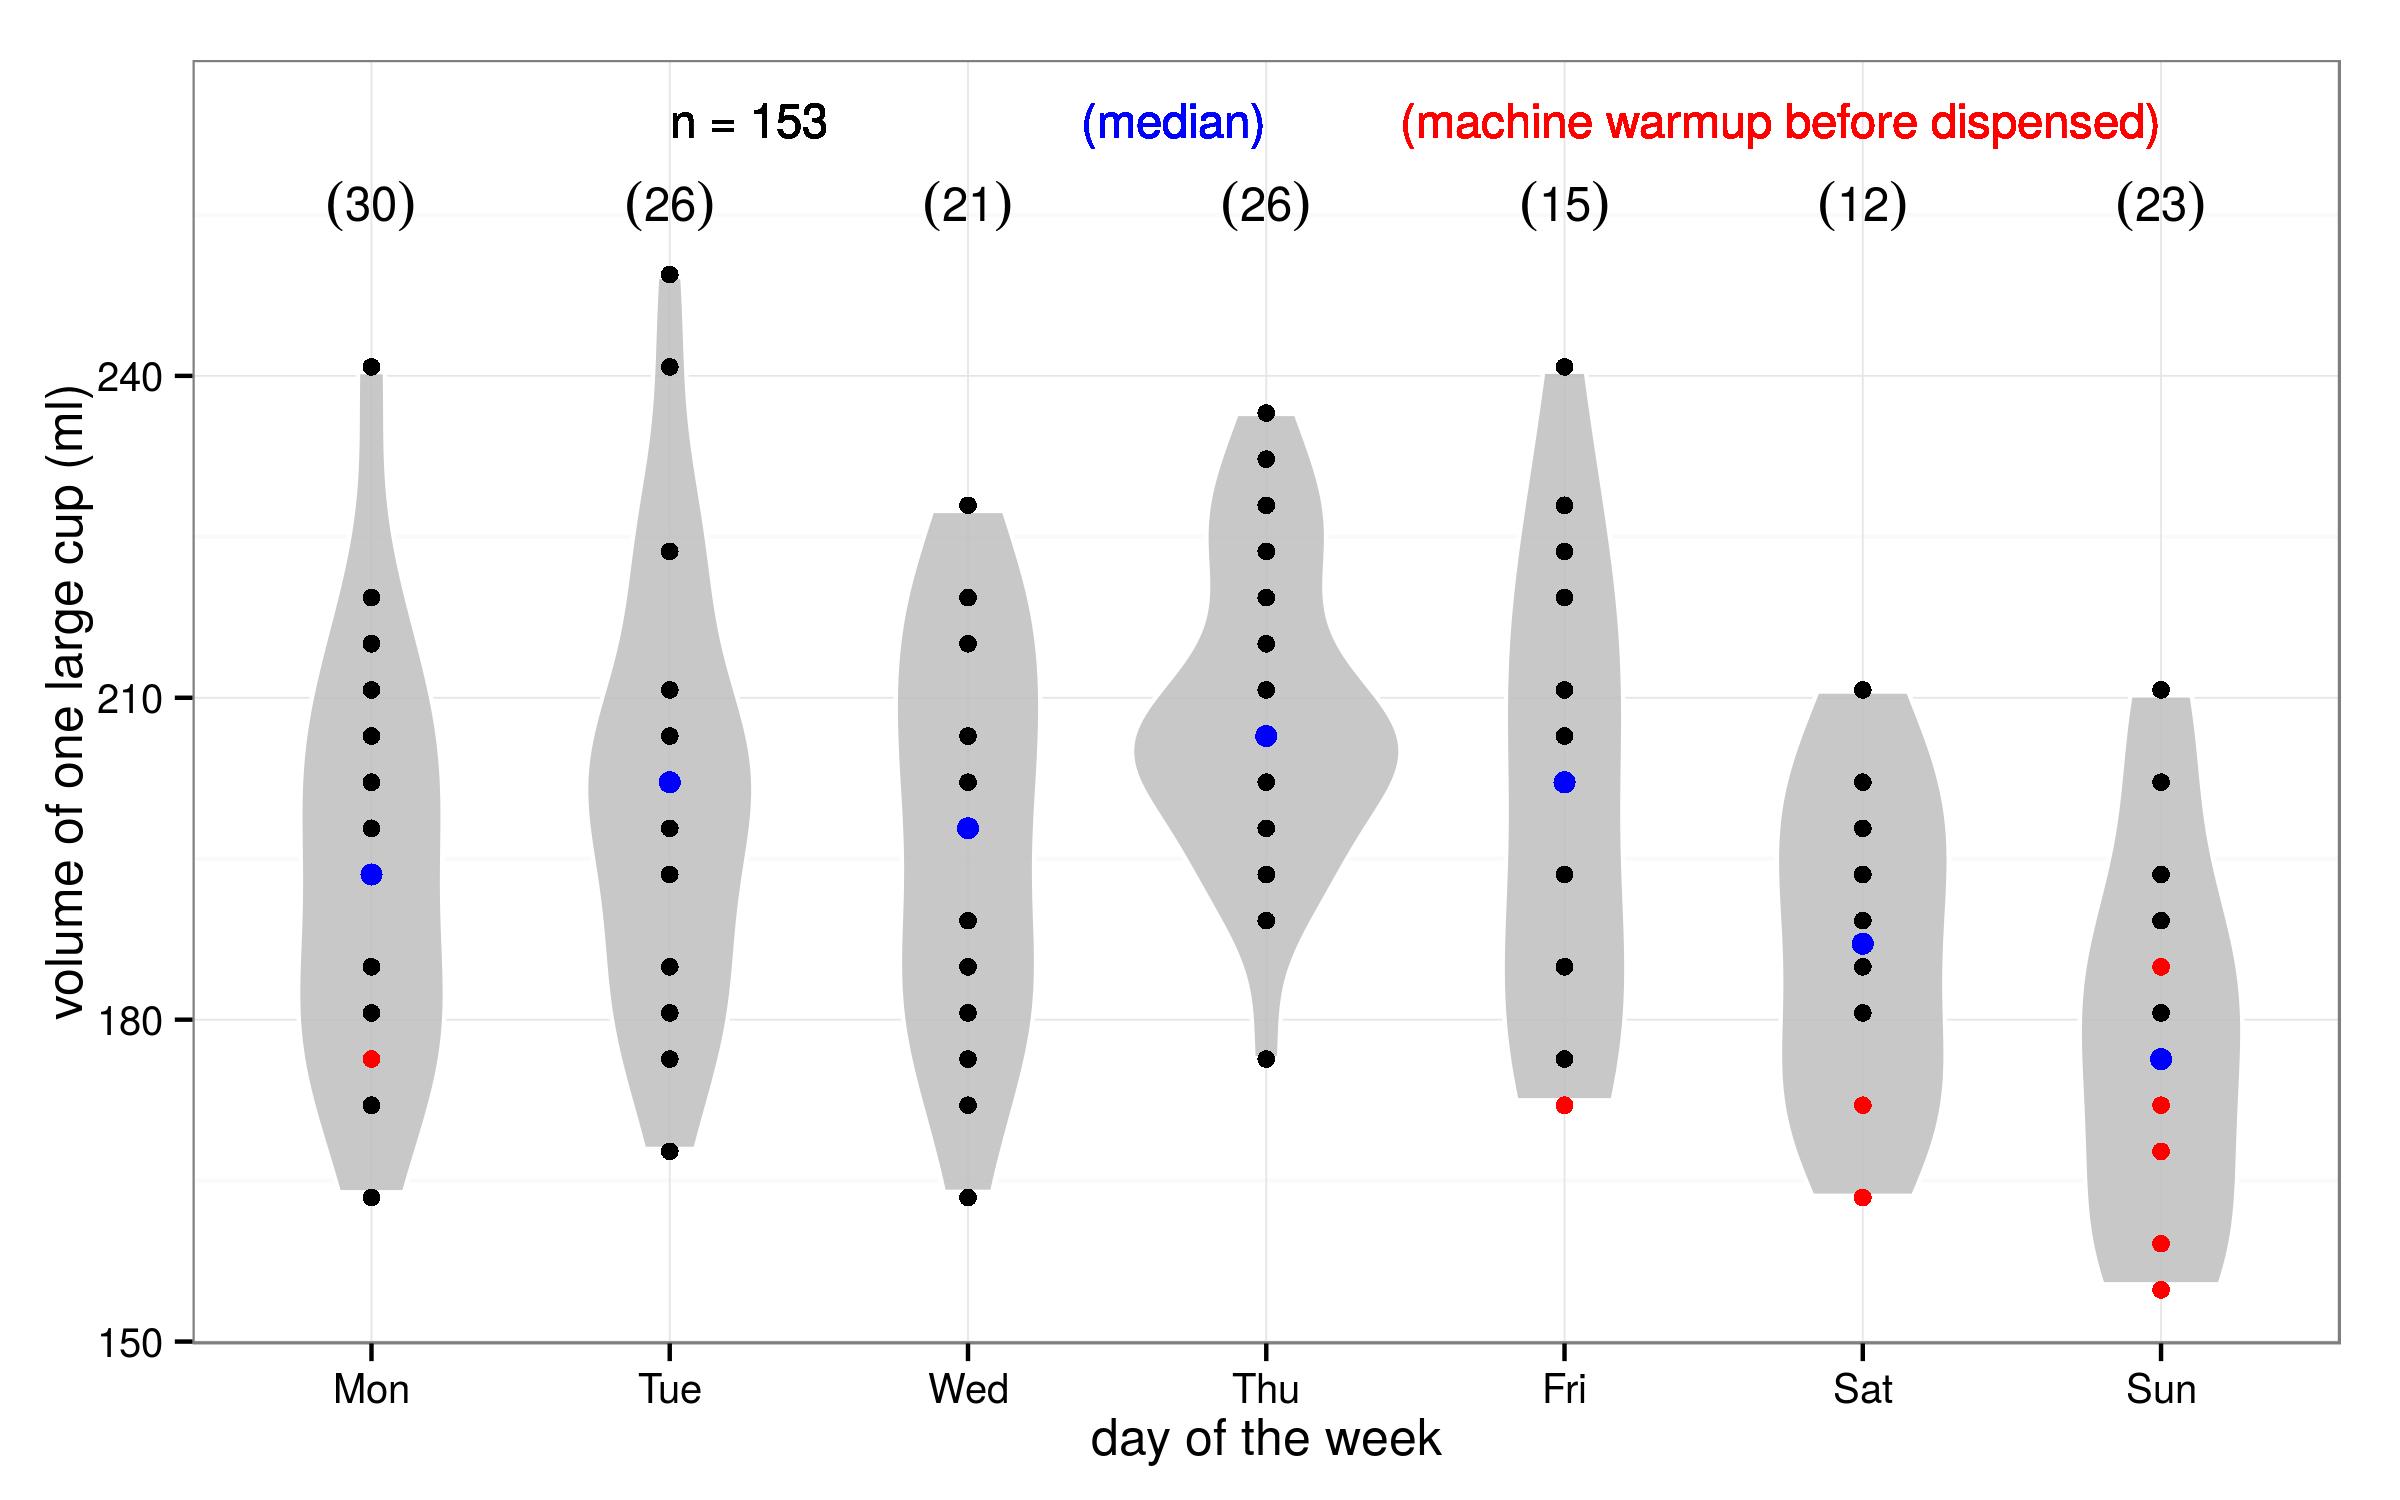 n = 153 (median) (machine warmup before dispensed)
(30) (26) (21) (26) (15) (12) (23)
volume of one large cup (ml)
240
210
180
150
Mon Tue Wed Thu Fri Sat Sun
day of the week